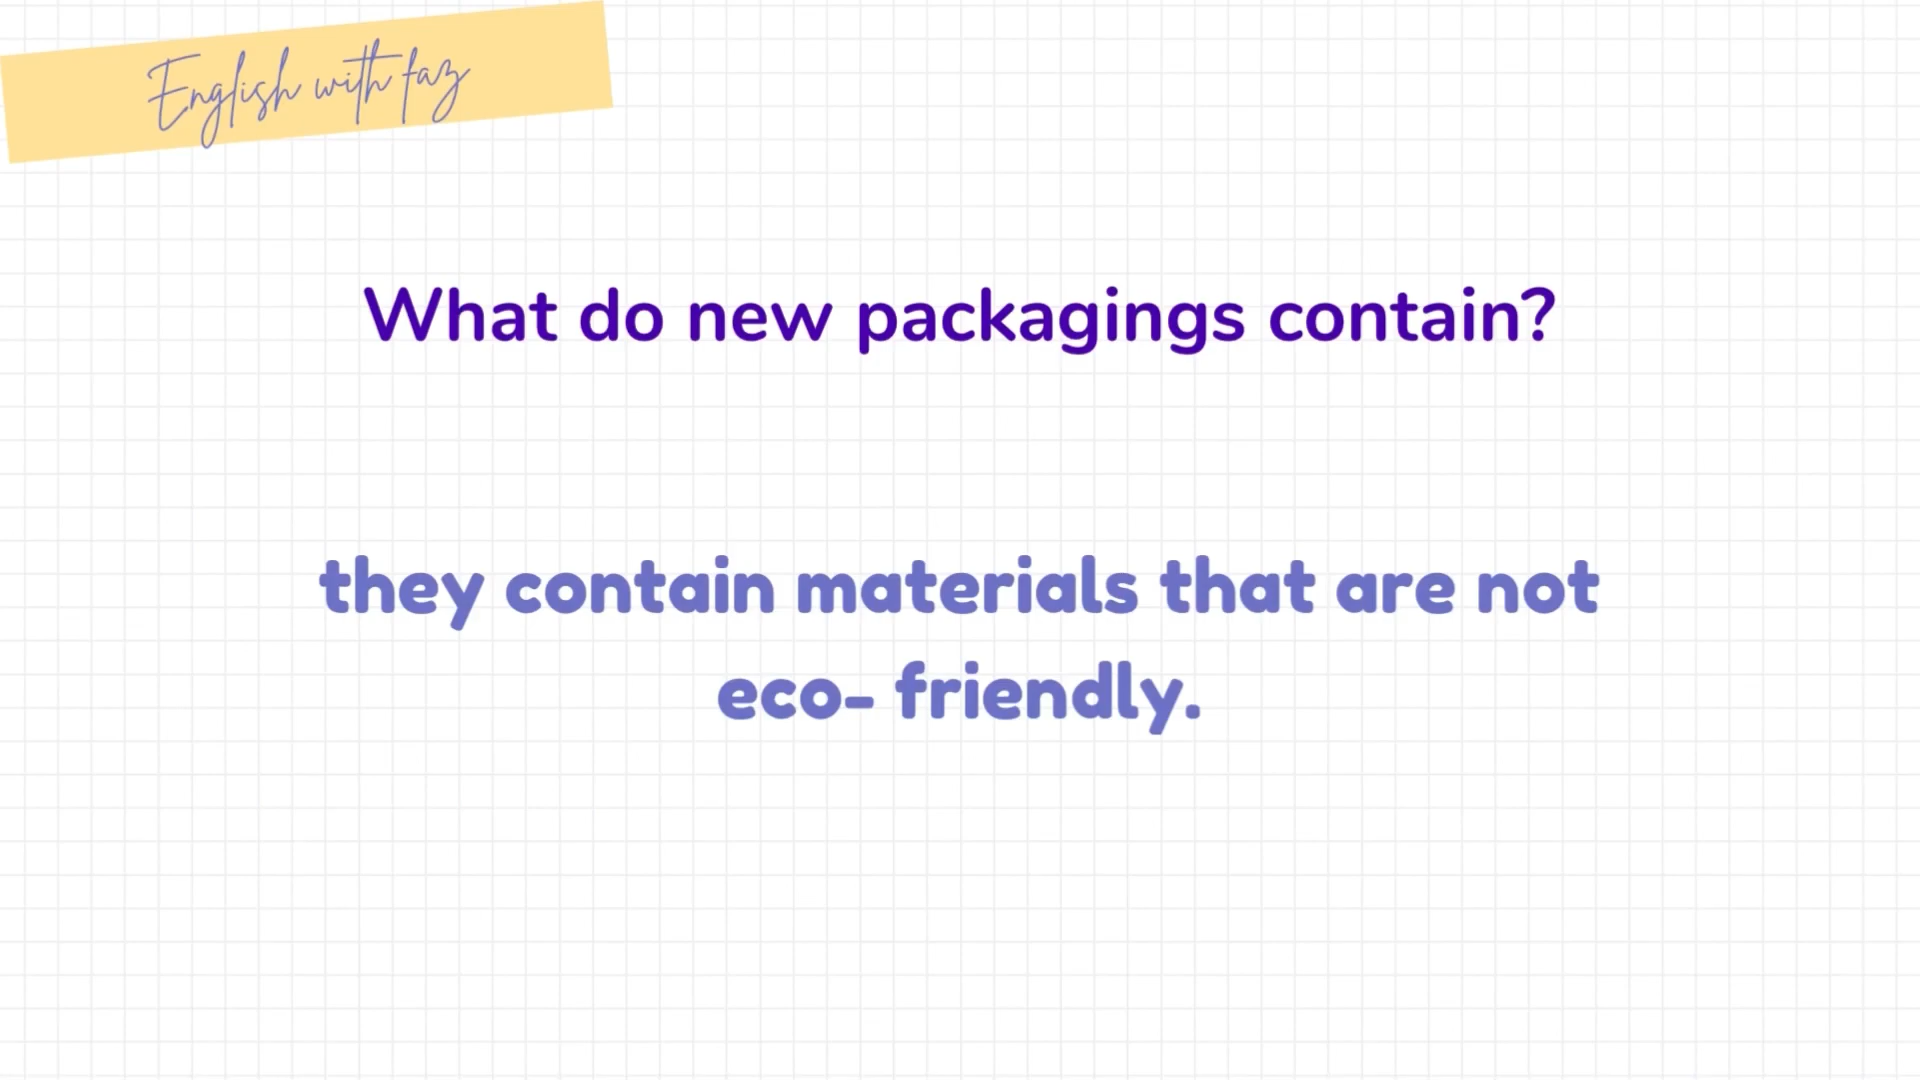 English with faz
What do new packagings contain?
they contain materials that are not
eco- friendly.